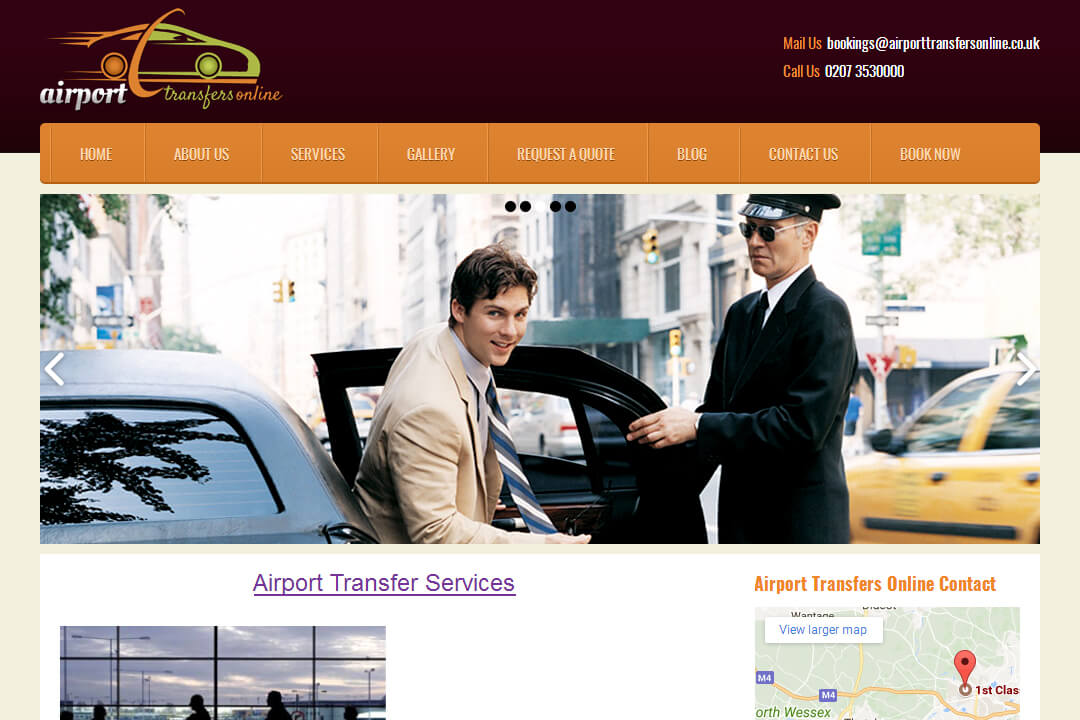 airport transfers online
Mail Us bookings@airporttransfersonline.co.uk
Call Us 0207 3530000
HOME ABOUT US SERVICES GALLERY REQUEST A QUOTE BLOG CONTACT US BOOK NOW
Airport Transfer Services
Airport Transfers Online Contact
Wantage
Didcot
View larger map
M4
M4
1st Clas
orth Wessex